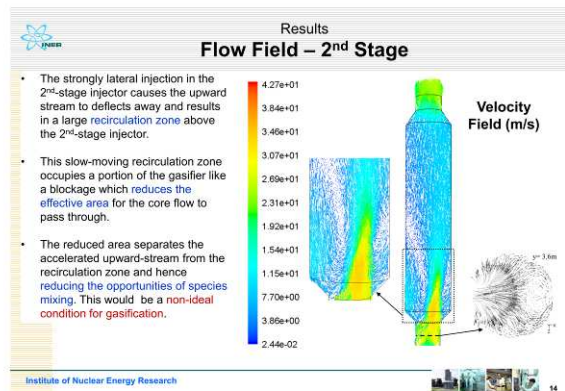 INER
Results
Flow Field – 2nd Stage
• The strongly lateral injection in the
2nd-stage injector causes the upward
stream to deflects away and results
in a large recirculation zone above
the 2nd-stage injector.
• This slow-moving recirculation zone
occupies a portion of the gasifier like
a blockage which reduces the
effective area for the core flow to
pass through.
• The reduced area separates the
accelerated upward-stream from the
recirculation zone and hence
reducing the opportunities of species
mixing. This would be a non-ideal
condition for gasification.
4.27e+01
3.84e+01
3.46e+01
3.07e+01
2.69e+01
2.31e+01
1.92e+01
1.54e+01
1.15e+01
7.70e+00
3.86e+00
2.44e-02
Velocity
Field (m/s)
y= 3.6m
Institute of Nuclear Energy Research
14